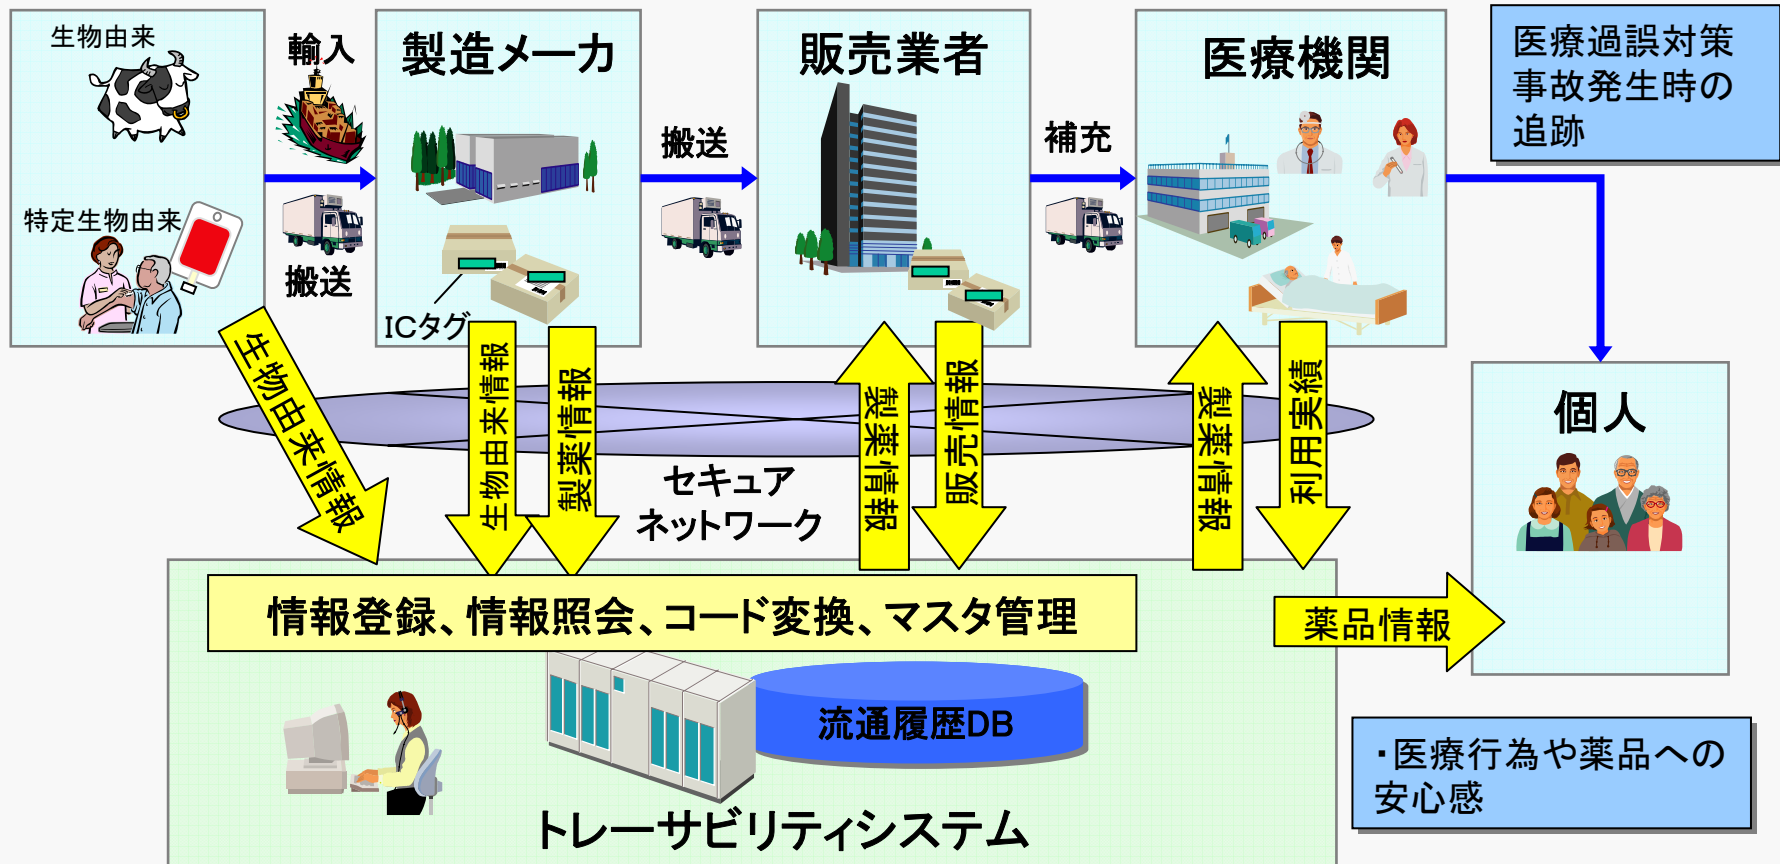 生物由来
特定生物由来
輸入
搬送
製造メーカ
ICタグ
搬送
販売業者
補充
医療機関
医療過誤対策
事故発生時の
追跡
生物由来情報
生物由来情報
製薬情報
製薬情報
販売情報
製薬情報
利用実績
セキュア
ネットワーク
個人
情報登録、情報照会、コード変換、マスタ管理
薬品情報
流通履歴DB
トレーサビリティシステム
・医療行為や薬品への
安心感